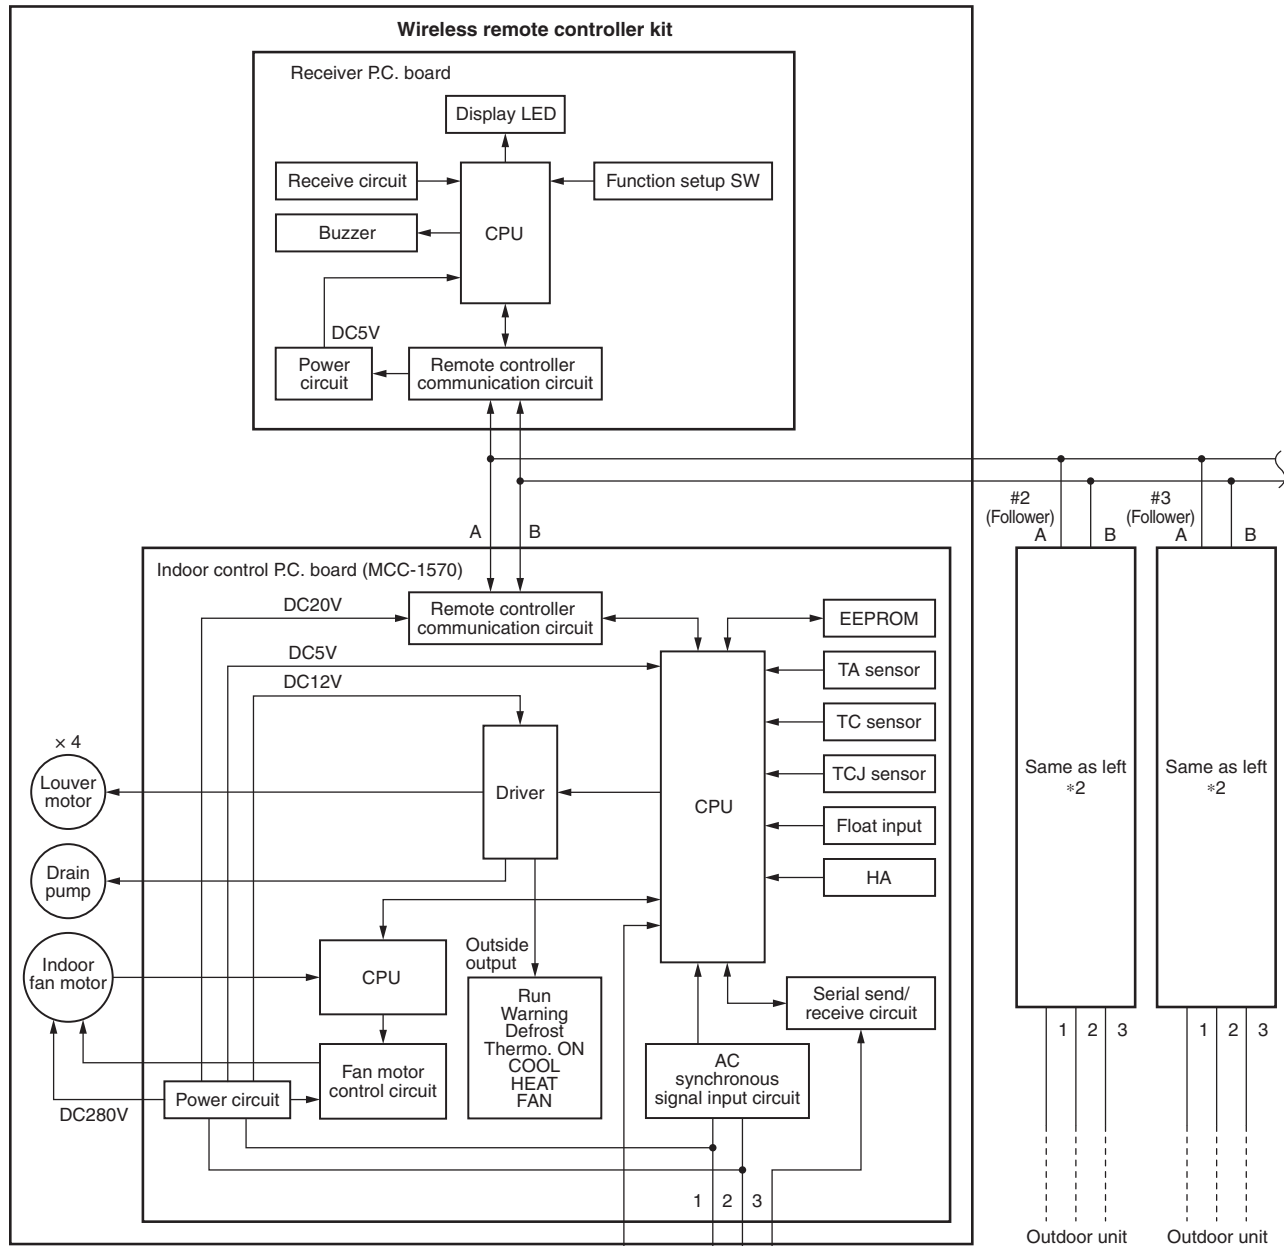 Wireless remote controller kit
Receiver P.C. board
Display LED
Receive circuit
Function setup SW
CPU
Buzzer
DC5V
Power
circuit
Remote controller
communication circuit
#2
(Follower)
A
B
#3
(Follower)
A
B
A
B
Indoor control P.C. board (MCC-1570)
DC20V
Remote controller
communication circuit
EEPROM
DC5V
TA sensor
DC12V
TC sensor
× 4
Louver
motor
Driver
CPU
TCJ sensor
Float input
HA
Same as left
*2
Same as left
*2
Drain
pump
Indoor
fan motor
CPU
Outside
output
Run
Warning
Defrost
Thermo. ON
COOL
HEAT
FAN
Serial send/
receive circuit
1 2 3
1 2 3
Fan motor
control circuit
AC
synchronous
signal input circuit
Power circuit
DC280V
1 2 3
Outdoor unit
Outdoor unit